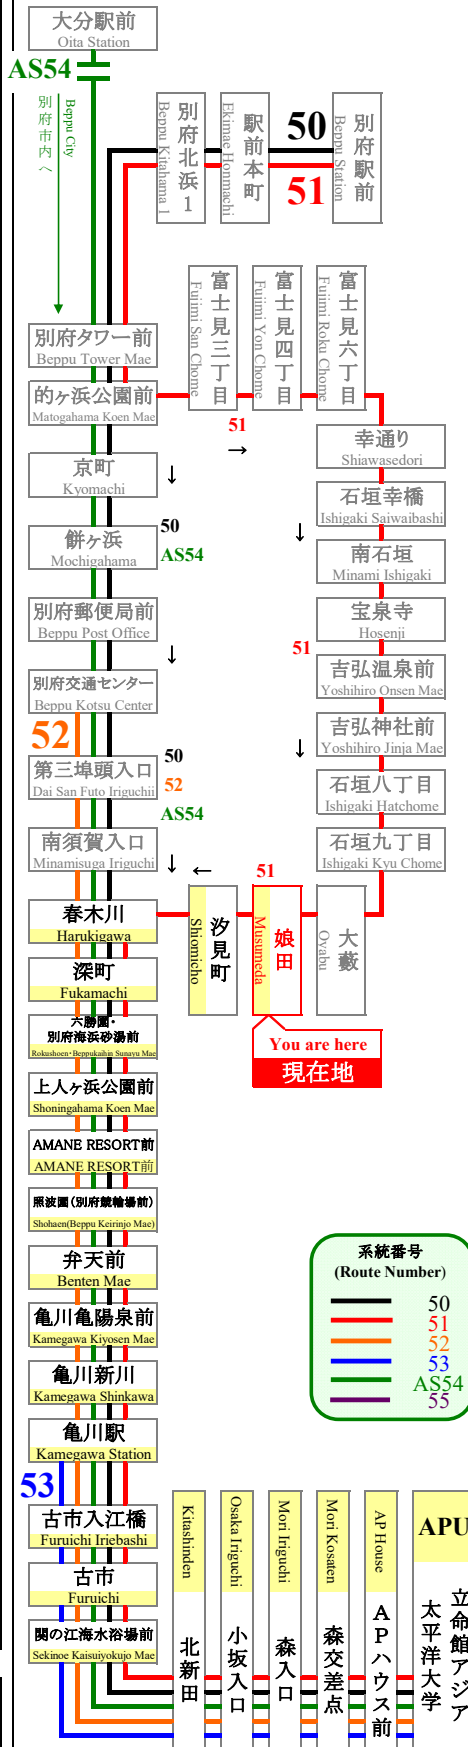 大分駅前
Oita Station
AS54
別府市内へ
Beppu City
別府北浜1
Beppu Kitahama 1
駅前本町
Ekimae Honmachi
50
51
別府駅前
Beppu Station
別府タワー前
Beppu Tower Mae
的ヶ浜公園前
Matogahama Koen Mae
富士見三丁目
Fujimi San Chome
富士見四丁目
Fujimi Yon Chome
富士見六丁目
Fujimi Roku Chome
51
→
幸通り
Shiawasedori
京町
Kyomachi
↓
石垣幸橋
Ishigaki Saiwaibashi
↓
餅ヶ浜
Mochigahama
50
AS54
南石垣
Minami Ishigaki
別府郵便局前
Beppu Post Office
↓
宝泉寺
Hosenji
51
吉弘温泉前
Yoshihiro Onsen Mae
別府交通センター
Beppu Kotsu Center
52
吉弘神社前
Yoshihiro Jinja Mae
↓
第三埠頭入口
Dai San Futo Iriguchii
50
52
AS54
石垣八丁目
Ishigaki Hatchome
南須賀入口
Minamisuga Iriguchi
↓
←
51
石垣九丁目
Ishigaki Kyu Chome
春木川
Harukigawa
汐見町
Shiomicho
娘田
Musumeda
大藪
Oyabu
You are here
現在地
深町
Fukamachi
六勝園・
別府海浜砂湯前
Rokushoen・Beppukaihin Sunayu Mae
上人ヶ浜公園前
Shoningahama Koen Mae
AMANE RESORT前
AMANE RESORT前
照波園(別府競輪場前)
Shohaen(Beppu Keirinjo Mae)
弁天前
Benten Mae
亀川亀陽泉前
Kamegawa Kiyosen Mae
亀川新川
Kamegawa Shinkawa
亀川駅
Kamegawa Station
系統番号
(Route Number)
50
51
52
53
AS54
55
53
古市入江橋
Furuichi Iriebashi
古市
Furuichi
関の江海水浴場前
Sekinoe Kaisuiyokujo Mae
Kitashinden
北新田
Osaka Iriguchi
小坂入口
Mori Iriguchi
森入口
Mori Kosaten
森交差点
AP House
APハウス前
APU
立命館アジア
太平洋大学